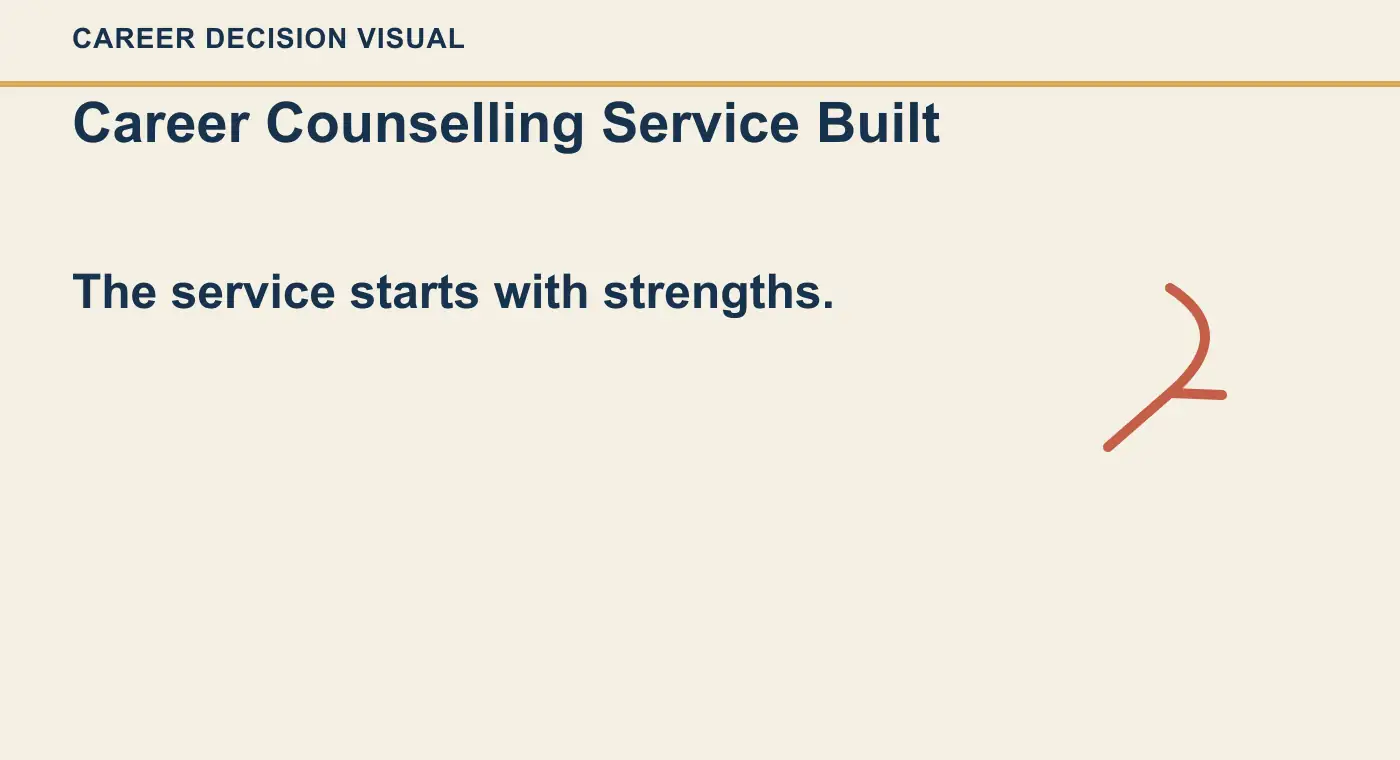 CAREER DECISION VISUAL
Career Counselling Service Built
The service starts with strengths.